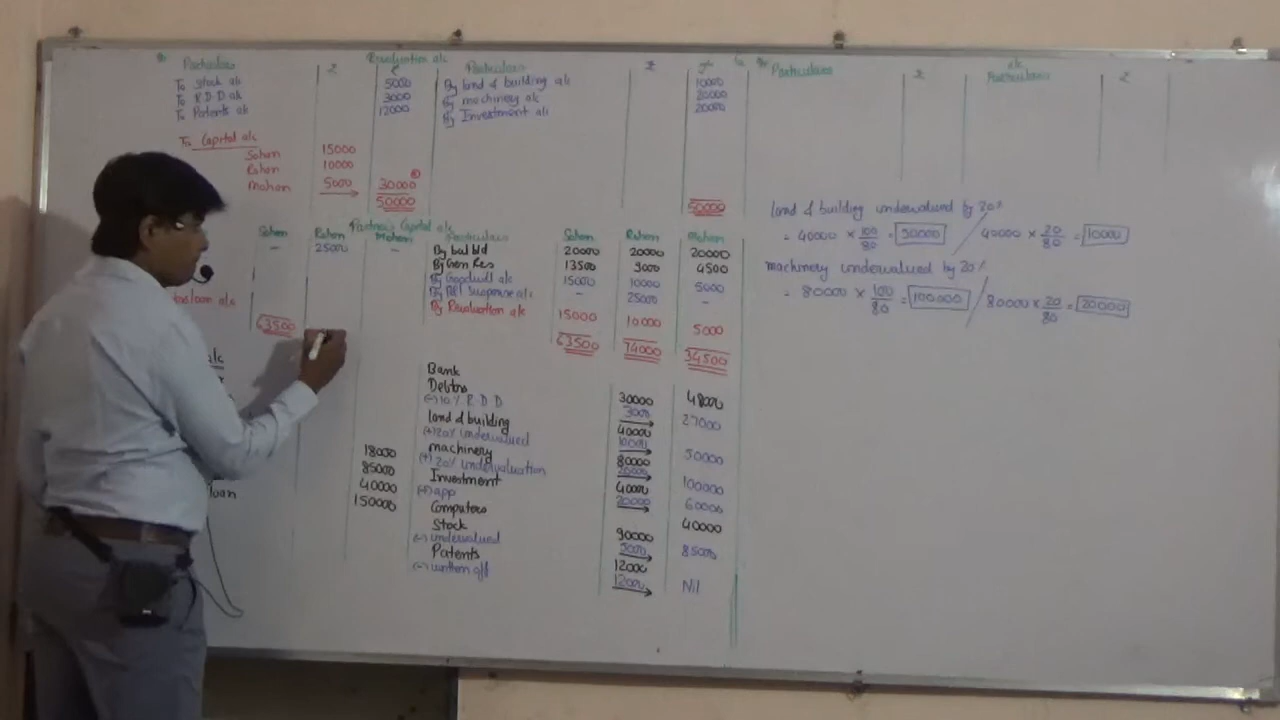 Revaluation a/c
Particulars ₹ ₹ Particulars ₹ ₹
To Stock a/c 5000 By land & building a/c 10000
To R.D.D a/c 3000 By machinery a/c 20000
To Patents a/c 12000 By Investment a/c 20000
To Capital a/c
Soham 15000
Rohan 10000
Mohan 5000 30000
50000 50000
Partners Capital a/c
Soham Rohan Mohan Particulars Soham Rohan Mohan
- 25000 - By bal b/d 20000 20000 20000
By Gen Res 13500 9000 4500
By Goodwill a/c 15000 10000 5000
By P&l Suspense a/c - 25000 -
loan a/c By Revaluation a/c 15000 10000 5000
63500 63500 74000 34500
a/c
Bank 48000
Debtors 30000
(-) 10% R.D.D 3000 27000
land & building 40000
(+) 20% undervalued 10000 50000
18000 machinery 80000
85000 (+) 20% undervaluation 20000 100000
40000 Investment 40000
loan (+) app 20000 60000
150000 Computers 40000
Stock 90000
(-) undervalued 5000 85000
Patents 12000
(-) written off 12000 Nil
Particulars ₹ a/c Particulars ₹
land & building undervalued by 20%
= 40000 × 100/80 = 50000 / 40000 × 20/80 = 10000
machinery undervalued by 20%
= 80000 × 100/80 = 100000 / 80000 × 20/80 = 20000